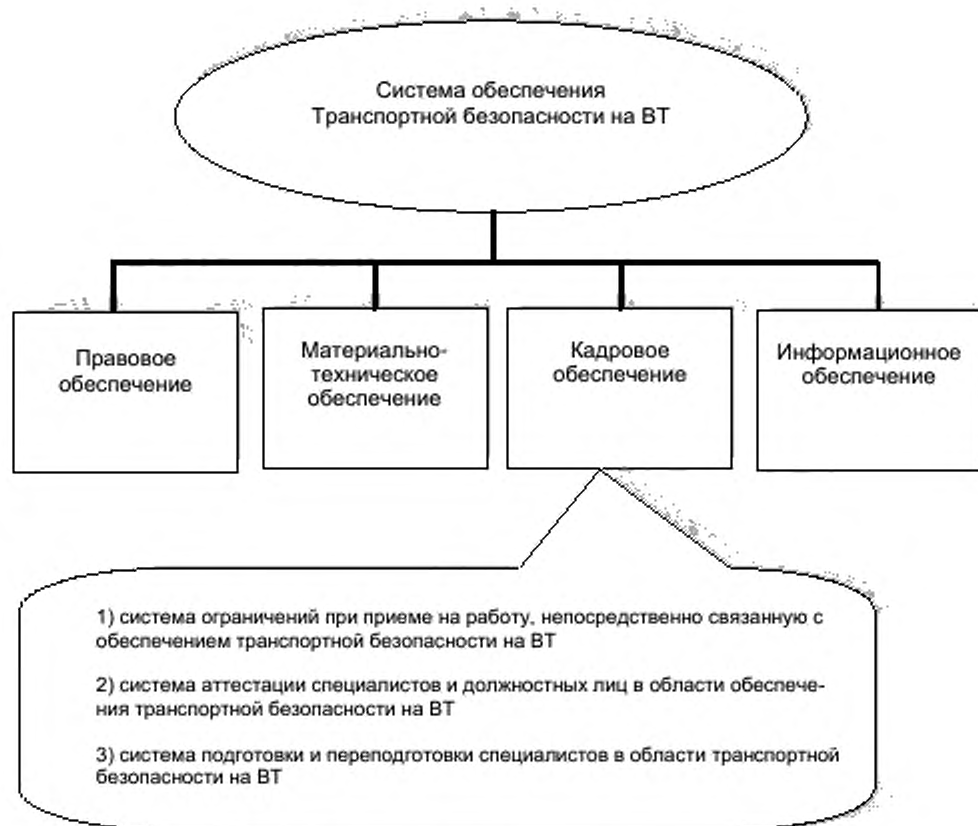 Система обеспечения
Транспортной безопасности на ВТ
Правовое
обеспечение
Материально-
техническое
обеспечение
Кадровое
обеспечение
Информационное
обеспечение
1) система ограничений при приеме на работу, непосредственно связанную с
обеспечением транспортной безопасности на ВТ
2) система аттестации специалистов и должностных лиц в области обеспече-
ния транспортной безопасности на ВТ
3) система подготовки и переподготовки специалистов в области транспортной
безопасности на ВТ